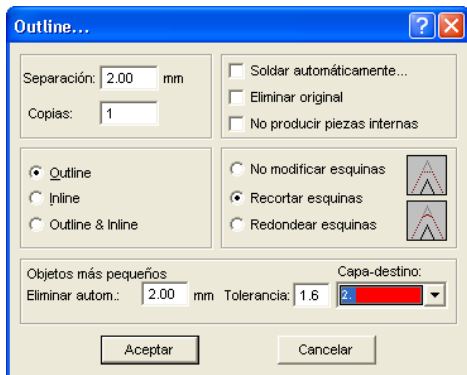 Outline...
Separación: 2.00 mm
Copias: 1
Soldar automáticamente...
Eliminar original
No producir piezas internas
Outline
Inline
Outline & Inline
No modificar esquinas
Recortar esquinas
Redondear esquinas
Objetos más pequeños
Capa-destino:
Eliminar autom.: 2.00 mm Tolerancia: 1.6 2.
Aceptar Cancelar